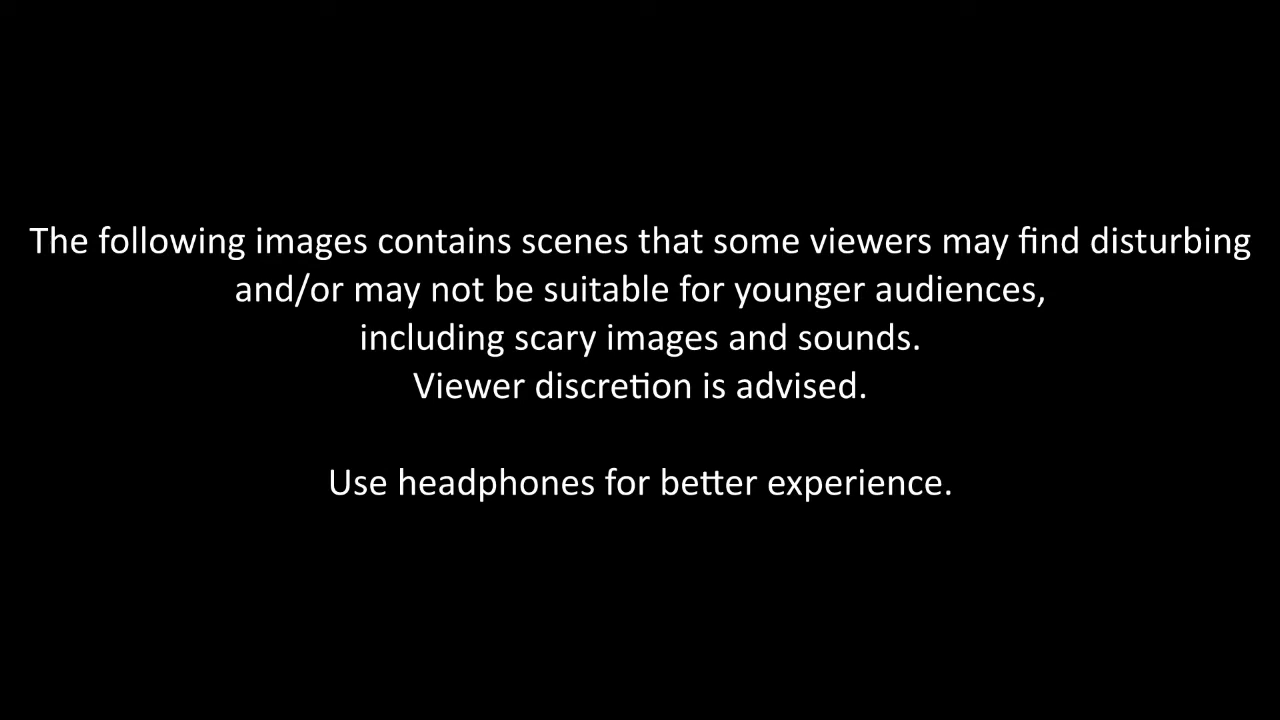 The following images contains scenes that some viewers may find disturbing
and/or may not be suitable for younger audiences,
including scary images and sounds.
Viewer discretion is advised.
Use headphones for better experience.